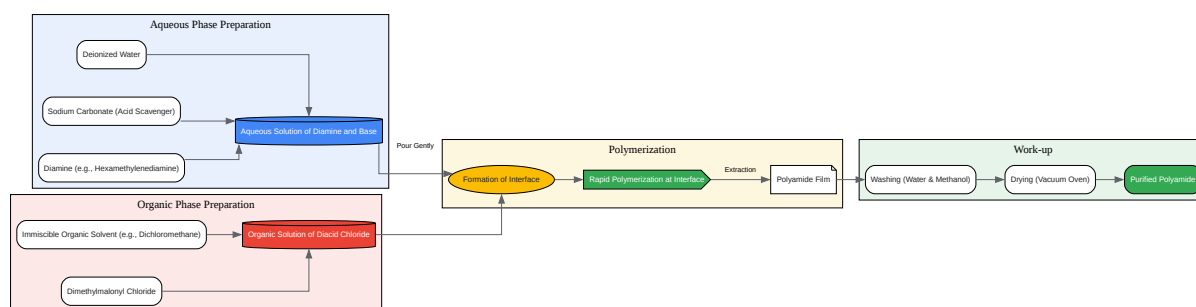 Aqueous Phase Preparation
Deionized Water
Sodium Carbonate (Acid Scavenger)
Aqueous Solution of Diamine and Base
Diamine (e.g., Hexamethylenediamine)
Pour Gently
Organic Phase Preparation
Immiscible Organic Solvent (e.g., Dichloromethane)
Organic Solution of Diacid Chloride
Dimethylmalonyl Chloride
Polymerization
Formation of Interface
Rapid Polymerization at Interface
Extraction
Polyamide Film
Work-up
Washing (Water & Methanol)
Drying (Vacuum Oven)
Purified Polyamide